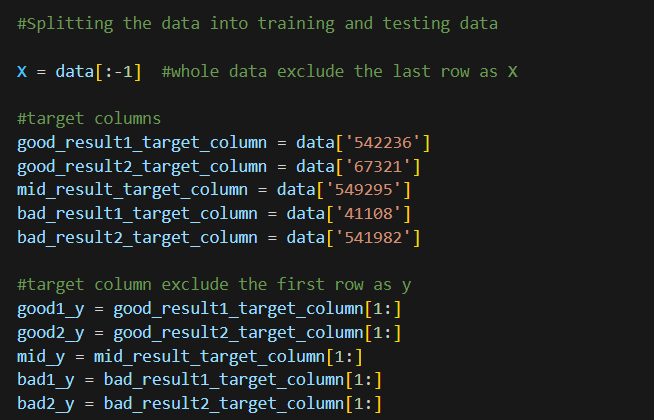 #Splitting the data into training and testing data
X = data[:-1]  #whole data exclude the last row as X
#target columns
good_result1_target_column = data['542236']
good_result2_target_column = data['67321']
mid_result_target_column = data['549295']
bad_result1_target_column = data['41108']
bad_result2_target_column = data['541982']
#target column exclude the first row as y
good1_y = good_result1_target_column[1:]
good2_y = good_result2_target_column[1:]
mid_y = mid_result_target_column[1:]
bad1_y = bad_result1_target_column[1:]
bad2_y = bad_result2_target_column[1:]